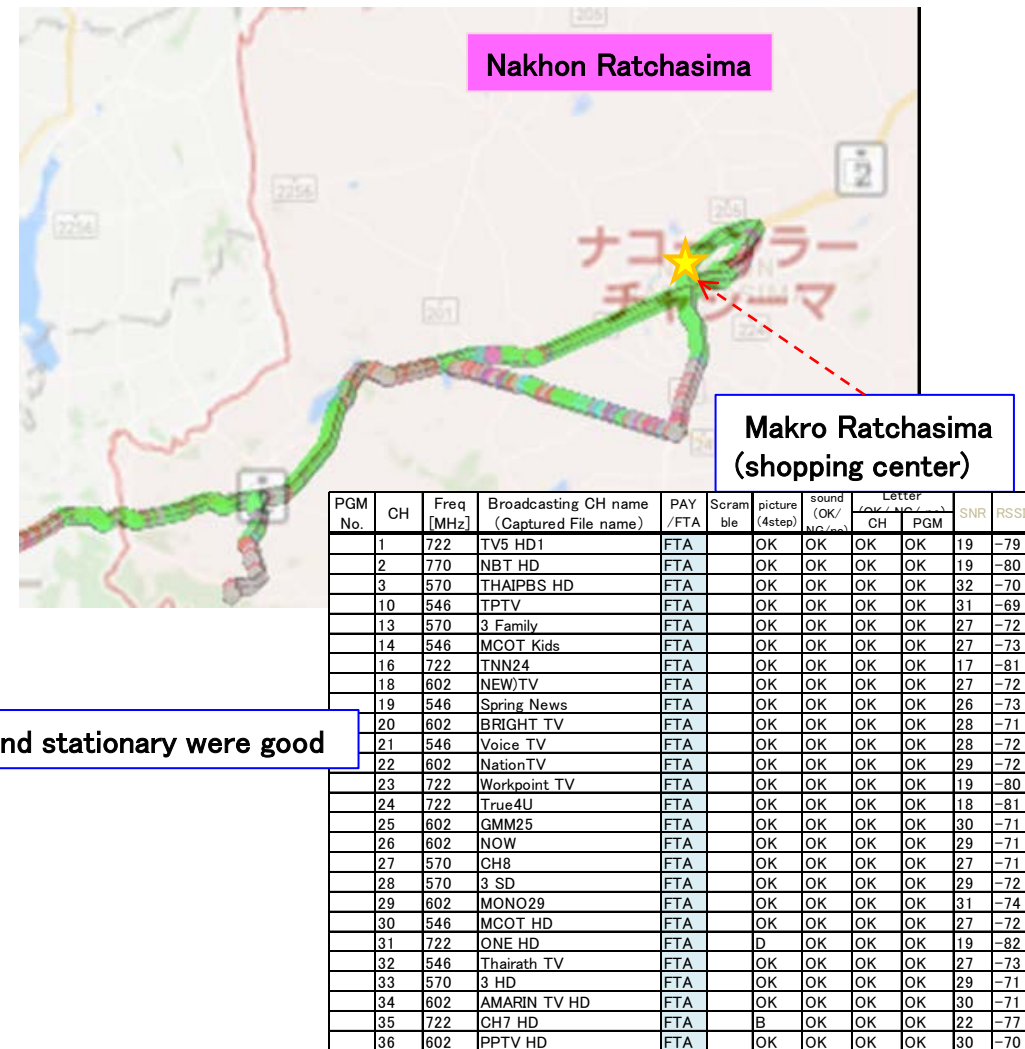 205
Nakhon Ratchasima
2
2256
2256
205
201
Makro Ratchasima
(shopping center)
nd stationary were good
PGM No. CH Freq [MHz] Broadcasting CH name (Captured File name) PAY /FTA Scram ble picture (4step) sound (OK/ Letter CH PGM SNR RSSI
1 722 TV5 HD1 FTA OK OK OK OK 19 -79
2 770 NBT HD FTA OK OK OK OK 19 -80
3 570 THAIPBS HD FTA OK OK OK OK 32 -70
10 546 TPTV FTA OK OK OK OK 31 -69
13 570 3 Family FTA OK OK OK OK 27 -72
14 546 MCOT Kids FTA OK OK OK OK 27 -73
16 722 TNN24 FTA OK OK OK OK 17 -81
18 602 NEW)TV FTA OK OK OK OK 27 -72
19 546 Spring News FTA OK OK OK OK 26 -73
20 602 BRIGHT TV FTA OK OK OK OK 28 -71
21 546 Voice TV FTA OK OK OK OK 28 -72
22 602 NationTV FTA OK OK OK OK 29 -72
23 722 Workpoint TV FTA OK OK OK OK 19 -80
24 722 True4U FTA OK OK OK OK 18 -81
25 602 GMM25 FTA OK OK OK OK 30 -71
26 602 NOW FTA OK OK OK OK 29 -71
27 570 CH8 FTA OK OK OK OK 27 -71
28 570 3 SD FTA OK OK OK OK 29 -72
29 602 MONO29 FTA OK OK OK OK 31 -74
30 546 MCOT HD FTA OK OK OK OK 27 -72
31 722 ONE HD FTA D OK OK OK 19 -82
32 546 Thairath TV FTA OK OK OK OK 27 -73
33 570 3 HD FTA OK OK OK OK 29 -71
34 602 AMARIN TV HD FTA OK OK OK OK 30 -71
35 722 CH7 HD FTA B OK OK OK 22 -77
36 602 PPTV HD FTA OK OK OK OK 30 -70